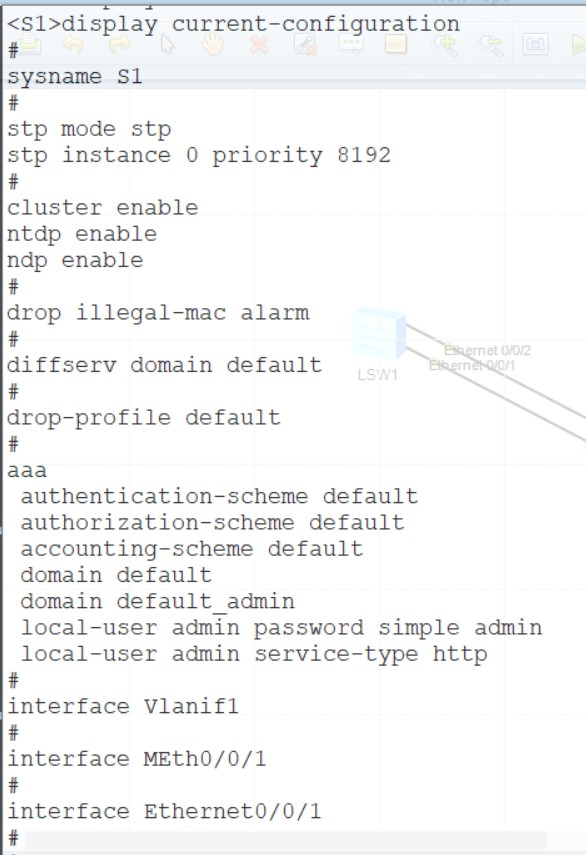 <S1>display current-configuration
#
sysname S1
#
stp mode stp
stp instance 0 priority 8192
#
cluster enable
ntdp enable
ndp enable
#
drop illegal-mac alarm
#
diffserv domain default
#
drop-profile default
#
aaa
 authentication-scheme default
 authorization-scheme default
 accounting-scheme default
 domain default
 domain default_admin
 local-user admin password simple admin
 local-user admin service-type http
#
interface Vlanif1
#
interface MEth0/0/1
#
interface Ethernet0/0/1
#
Ethernet 0/0/2
Ethernet 0/0/1
LSW1